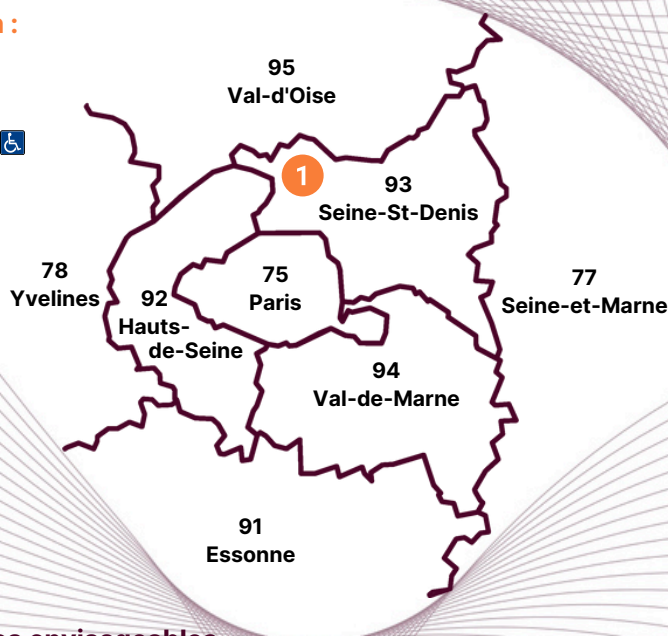 :
95
Val-d'Oise
1
93
Seine-St-Denis
78
Yvelines
92
Hauts-
de-Seine
75
Paris
77
Seine-et-Marne
94
Val-de-Marne
91
Essonne
envisageables